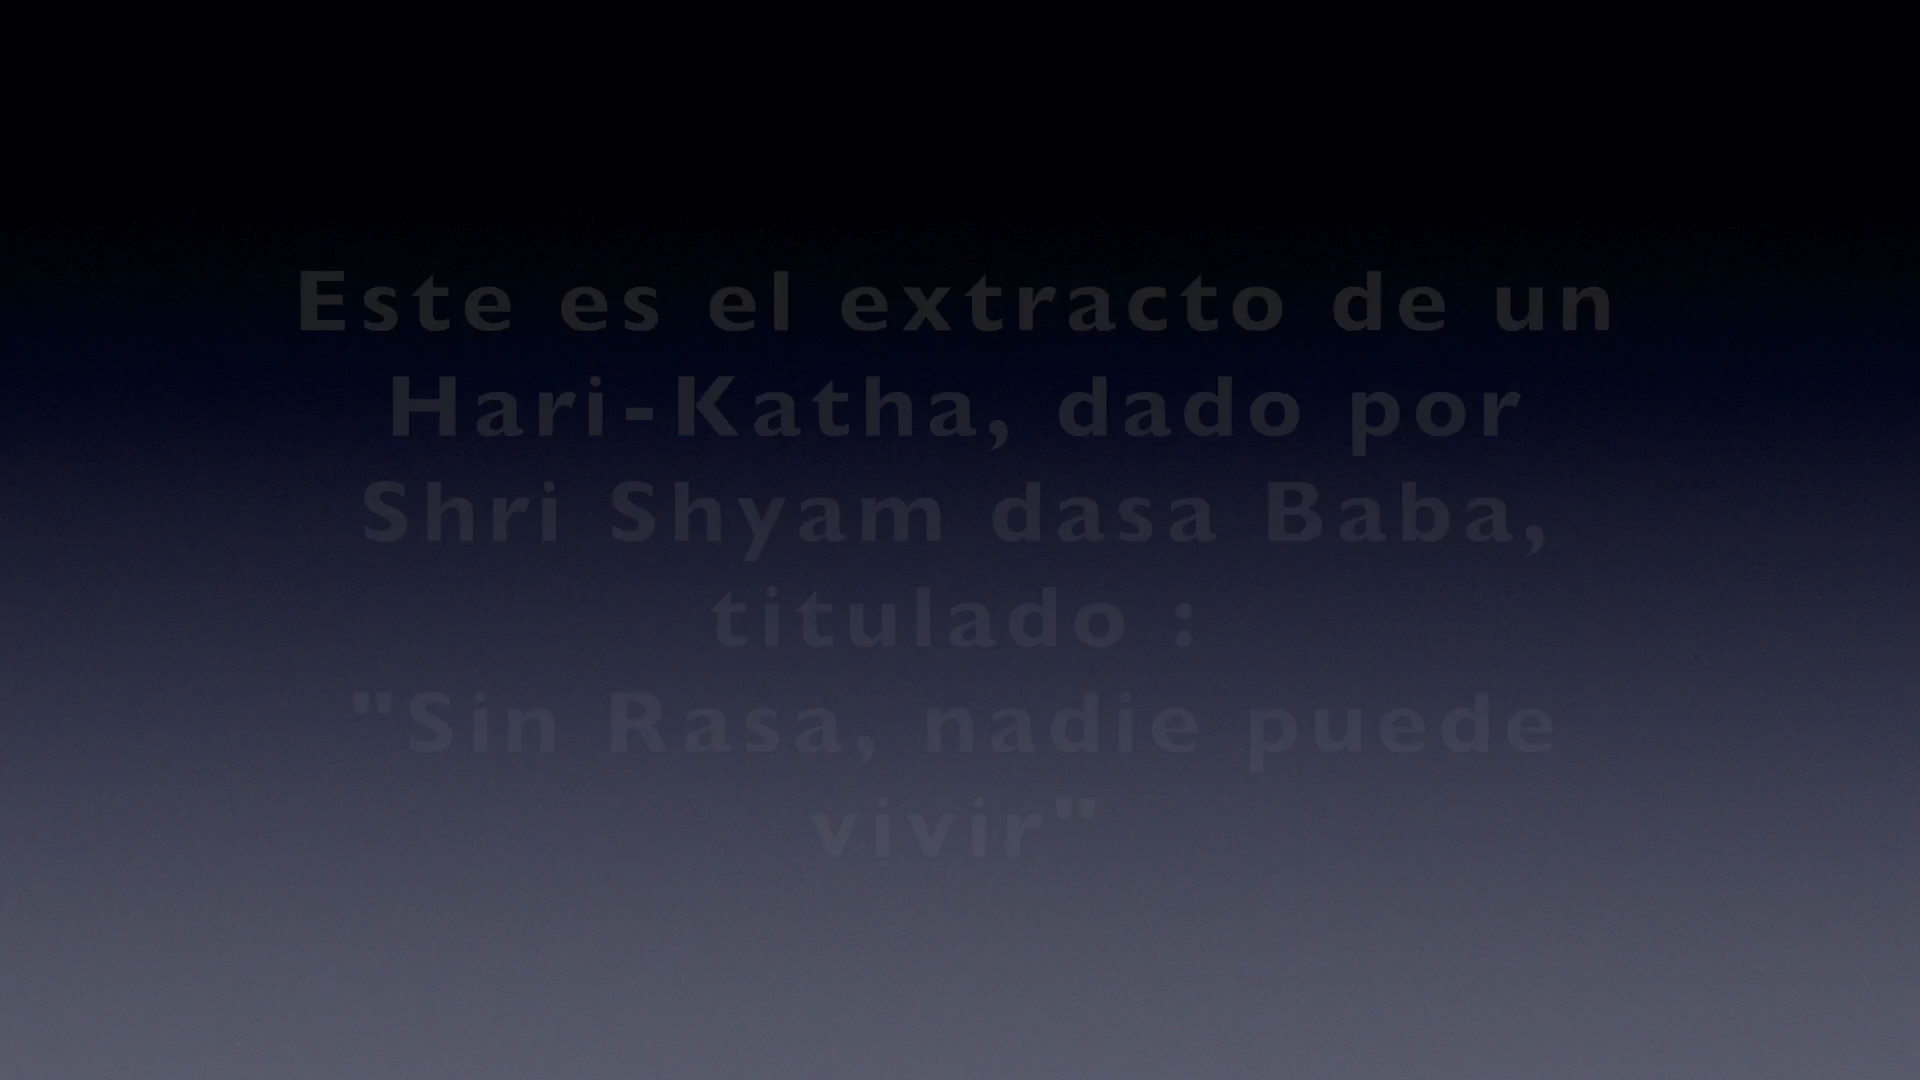 Este es el extracto de un
Hari-Katha, dado por
Shri Shyam dasa Baba,
titulado :
"Sin Rasa, nadie puede
vivir"